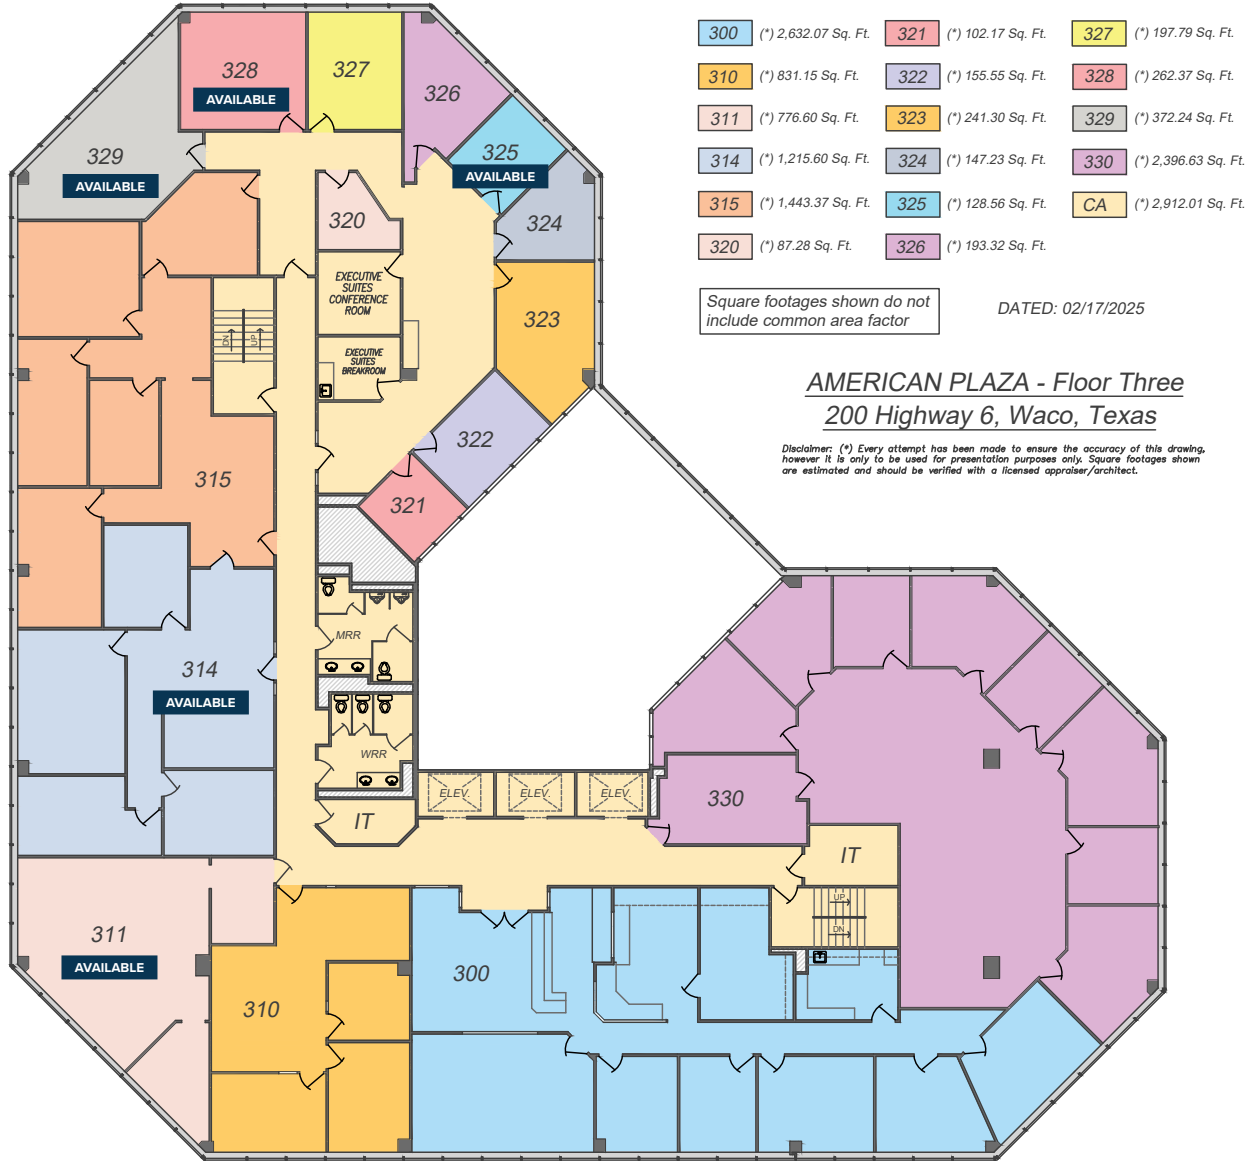 300 (*) 2,632.07 Sq. Ft.
321 (*) 102.17 Sq. Ft.
327 (*) 197.79 Sq. Ft.
310 (*) 831.15 Sq. Ft.
322 (*) 155.55 Sq. Ft.
328 (*) 262.37 Sq. Ft.
311 (*) 776.60 Sq. Ft.
323 (*) 241.30 Sq. Ft.
329 (*) 372.24 Sq. Ft.
314 (*) 1,215.60 Sq. Ft.
324 (*) 147.23 Sq. Ft.
330 (*) 2,396.63 Sq. Ft.
315 (*) 1,443.37 Sq. Ft.
325 (*) 128.56 Sq. Ft.
CA (*) 2,912.01 Sq. Ft.
320 (*) 87.28 Sq. Ft.
326 (*) 193.32 Sq. Ft.
Square footages shown do not
include common area factor
DATED: 02/17/2025
AMERICAN PLAZA - Floor Three
200 Highway 6, Waco, Texas
Disclaimer: (*) Every attempt has been made to ensure the accuracy of this drawing,
however it is only to be used for presentation purposes only. Square footages shown
are estimated and should be verified with a licensed appraiser/architect.
328
AVAILABLE
327
326
329
AVAILABLE
325
AVAILABLE
320
324
EXECUTIVE
SUITES
CONFERENCE
ROOM
323
DN
UP
EXECUTIVE
SUITES
BREAKROOM
322
315
321
MRR
314
AVAILABLE
WRR
ELEV.
ELEV.
ELEV.
330
IT
IT
UP
DN
311
AVAILABLE
300
310